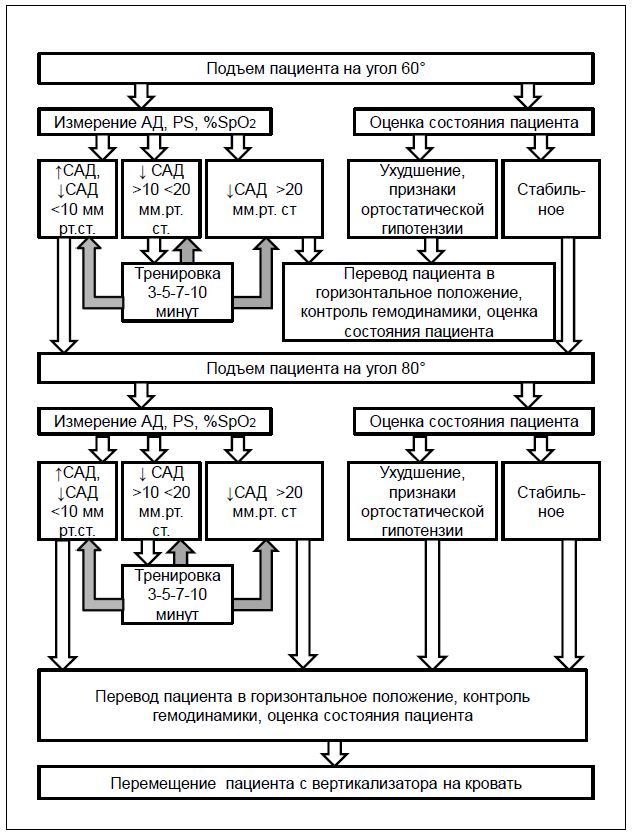 Подъем пациента на угол 60°
Измерение АД, PS, %SpO2
Оценка состояния пациента
↑САД,
↓САД
<10 мм
рт.ст.
↓ САД
>10 <20
мм.рт.
ст.
↓САД >20
мм.рт. ст
Ухудшение,
признаки
ортостатической
гипотензии
Стабиль-
ное
Тренировка
3-5-7-10
минут
Перевод пациента в
горизонтальное положение,
контроль гемодинамики, оценка
состояния пациента
Подъем пациента на угол 80°
Измерение АД, PS, %SpO2
Оценка состояния пациента
↑САД,
↓САД
<10 мм
рт.ст.
↓ САД
>10 <20
мм.рт.
ст.
↓САД >20
мм.рт. ст
Ухудшение,
признаки
ортостатической
гипотензии
Стабиль-
ное
Тренировка
3-5-7-10
минут
Перевод пациента в горизонтальное положение, контроль
гемодинамики, оценка состояния пациента
Перемещение пациента с вертикализатора на кровать